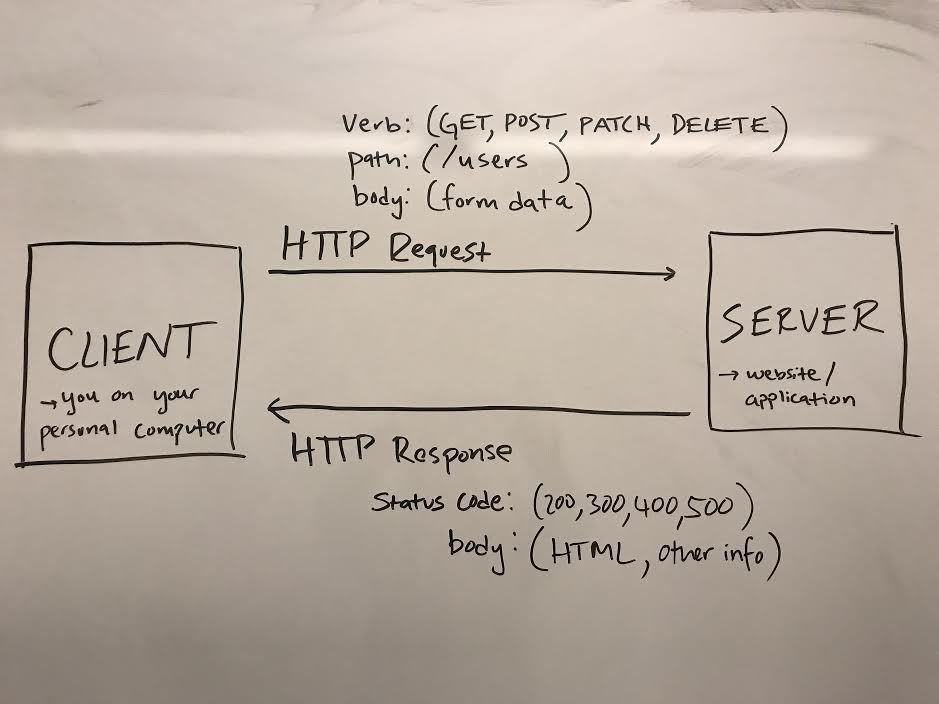 Verb: (GET, POST, PATCH, DELETE)
path: (/users )
body: (form data)
HTTP Request
CLIENT
→ you on your
personal computer
SERVER
→ website/
application
HTTP Response
Status code: (200,300,400,500)
body: (HTML, other info)